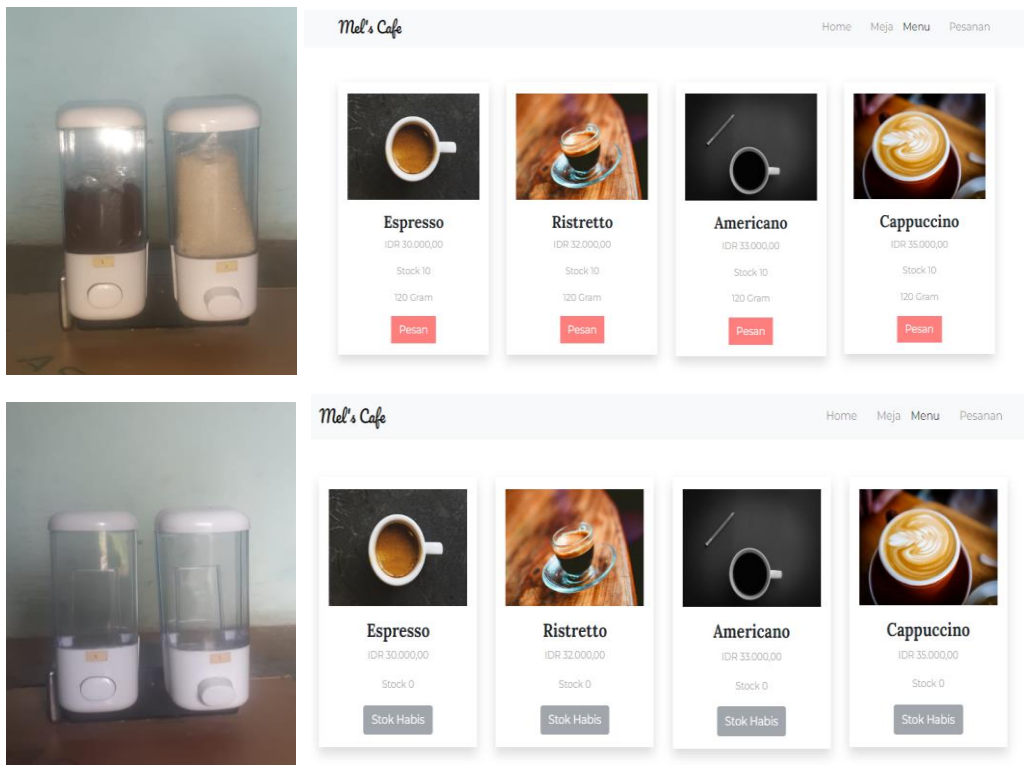 Mel's Cafe
Home Meja Menu Pesanan
Espresso Ristretto Americano Cappuccino
IDR 30.000,00 IDR 32.000,00 IDR 33.000,00 IDR 35.000,00
Stock 10 Stock 10 Stock 10 Stock 10
120 Gram 120 Gram 120 Gram 120 Gram
Pesan Pesan Pesan Pesan
Mel's Cafe
Home Meja Menu Pesanan
Espresso Ristretto Americano Cappuccino
IDR 30.000,00 IDR 32.000,00 IDR 33.000,00 IDR 35.000,00
Stock 0 Stock 0 Stock 0 Stock 0
Stok Habis Stok Habis Stok Habis Stok Habis